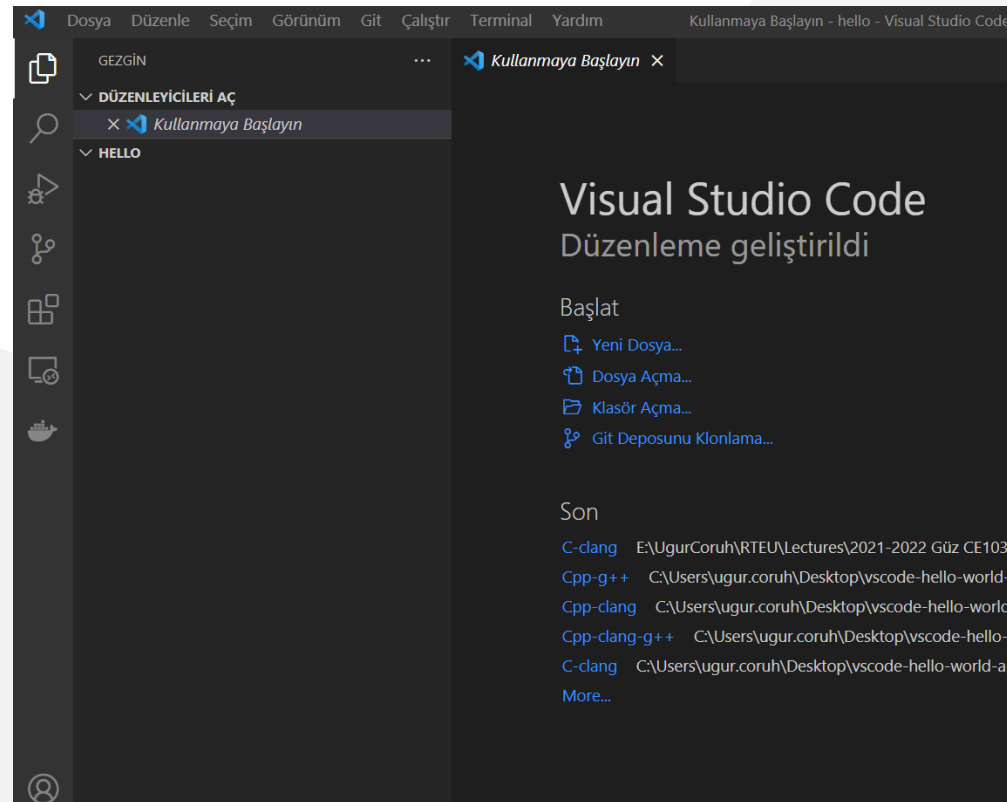 Dosya Düzenle Seçim Görünüm Git Çalıştır Terminal Yardım Kullanmaya Başlayın - hello - Visual Studio Code
GEZGİN ...
Kullanmaya Başlayın
DÜZENLEYİCİLERİ AÇ
Kullanmaya Başlayın
HELLO
Visual Studio Code
Düzenleme geliştirildi
Başlat
Yeni Dosya...
Dosya Açma...
Klasör Açma...
Git Deposunu Klonlama...
Son
C-clang E:\UgurCoruh\RTEU\Lectures\2021-2022 Güz CE103
Cpp-g++ C:\Users\ugur.coruh\Desktop\vscode-hello-world-
Cpp-clang C:\Users\ugur.coruh\Desktop\vscode-hello-world
Cpp-clang-g++ C:\Users\ugur.coruh\Desktop\vscode-hello-
C-clang C:\Users\ugur.coruh\Desktop\vscode-hello-world-a
More...